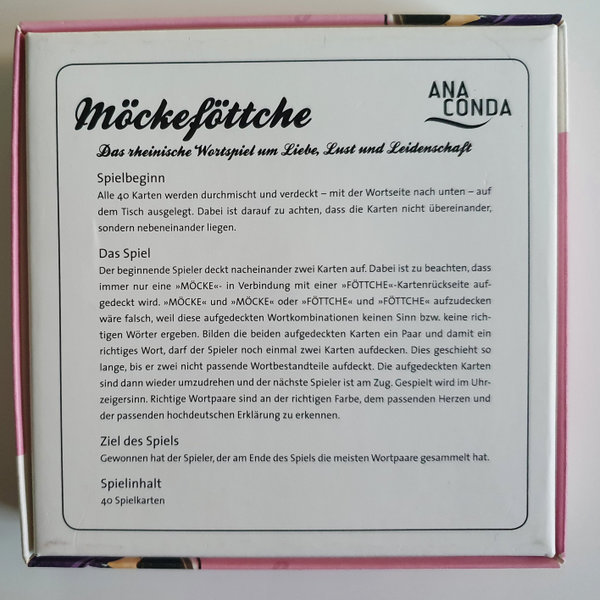 Möckeföttche
ANA
CONDA
Das rheinische Wortspiel um Liebe, Lust und Leidenschaft
Spielbeginn
Alle 40 Karten werden durchmischt und verdeckt – mit der Wortseite nach unten – auf
dem Tisch ausgelegt. Dabei ist darauf zu achten, dass die Karten nicht übereinander,
sondern nebeneinander liegen.
Das Spiel
Der beginnende Spieler deckt nacheinander zwei Karten auf. Dabei ist zu beachten, dass
immer nur eine »MÖCKE«- in Verbindung mit einer »FÖTTCHE«-Kartenrückseite auf-
gedeckt wird. »MÖCKE« und »MÖCKE« oder »FÖTTCHE« und »FÖTTCHE« aufzudecken
wäre falsch, weil diese aufgedeckten Wortkombinationen keinen Sinn bzw. keine rich-
tigen Wörter ergeben. Bilden die beiden aufgedeckten Karten ein Paar und damit ein
richtiges Wort, darf der Spieler noch einmal zwei Karten aufdecken. Dies geschieht so
lange, bis er zwei nicht passende Wortbestandteile aufdeckt. Die aufgedeckten Karten
sind dann wieder umzudrehen und der nächste Spieler ist am Zug. Gespielt wird im Uhr-
zeigersinn. Richtige Wortpaare sind an der richtigen Farbe, dem passenden Herzen und
der passenden hochdeutschen Erklärung zu erkennen.
Ziel des Spiels
Gewonnen hat der Spieler, der am Ende des Spiels die meisten Wortpaare gesammelt hat.
Spielinhalt
40 Spielkarten